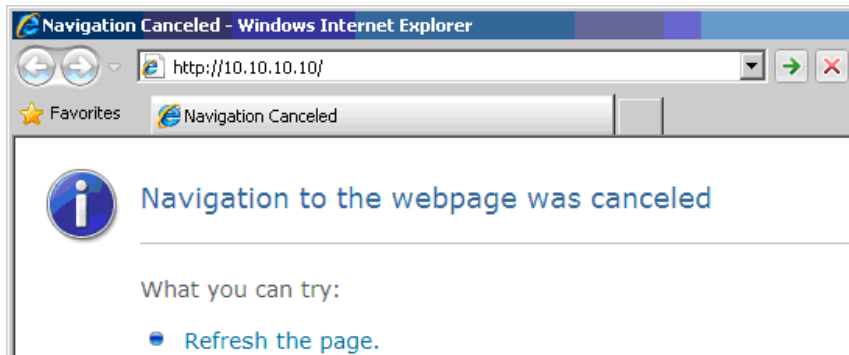 Navigation Canceled - Windows Internet Explorer
http://10.10.10.10/
Favorites
Navigation Canceled
Navigation to the webpage was canceled
What you can try:
Refresh the page.